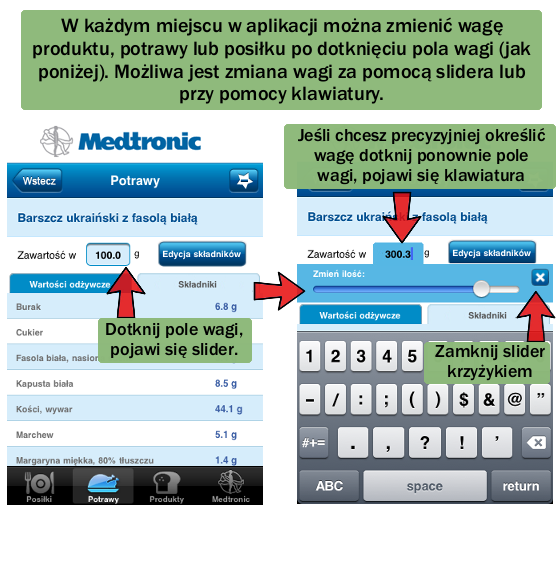 W każdym miejscu w aplikacji można zmienić wagę
produktu, potrawy lub posiłku po dotknięciu pola wagi (jak
poniżej). Możliwa jest zmiana wagi za pomocą slidera lub
przy pomocy klawiatury.
Medtronic
Wstecz Potrawy
Barszcz ukraiński z fasolą białą
Zawartość w 100.0 g Edycja składników
Wartości odżywcze Składniki
Burak 6.8 g
Cukier
Fasola biała, nasion
Kapusta biała 8.5 g
Kości, wywar 44.1 g
Marchew 5.1 g
Margaryna miękka, 80% tłuszczu 1.4 g
Posiłki Potrawy Produkty Medtronic
Dotknij pole wagi,
pojawi się slider.
Jeśli chcesz precyzyjniej określić
wagę dotknij ponownie pole
wagi, pojawi się klawiatura
Barszcz ukraiński z fasolą białą
Zawartość w 300.3 g Edycja składników
Zmień ilość:
Wartości odżywcze Składniki
Zamknij slider
krzyżykiem
1 2 3 4 5
- / : ; ( ) $ & @ "
#+= . , ? ! '
ABC space return